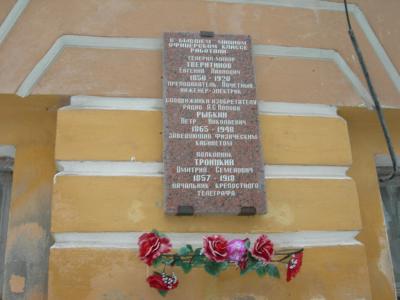 В БЫВШЕМ МИННОМ
ОФИЦЕРСКОМ КЛАССЕ
РАБОТАЛИ
ГЕНЕРАЛ-МАЙОР
ТВЕРИТИНОВ
ЕВГЕНИЙ ПАВЛОВИЧ
1850-1920
ПРЕПОДАВАТЕЛЬ, ПОЧЕТНЫЙ
ИНЖЕНЕР-ЭЛЕКТРИК
СПОДВИЖНИКИ ИЗОБРЕТАТЕЛЯ
РАДИО А.С.ПОПОВА
РЫБКИН
ПЕТР НИКОЛАЕВИЧ
1865-1948
ЗАВЕДУЮЩИЙ ФИЗИЧЕСКИМ
КАБИНЕТОМ
ПОЛКОВНИК
ТРОИЦКИЙ
ДМИТРИЙ СЕМЕНОВИЧ
1857-1918
НАЧАЛЬНИК КРЕПОСТНОГО
ТЕЛЕГРАФА